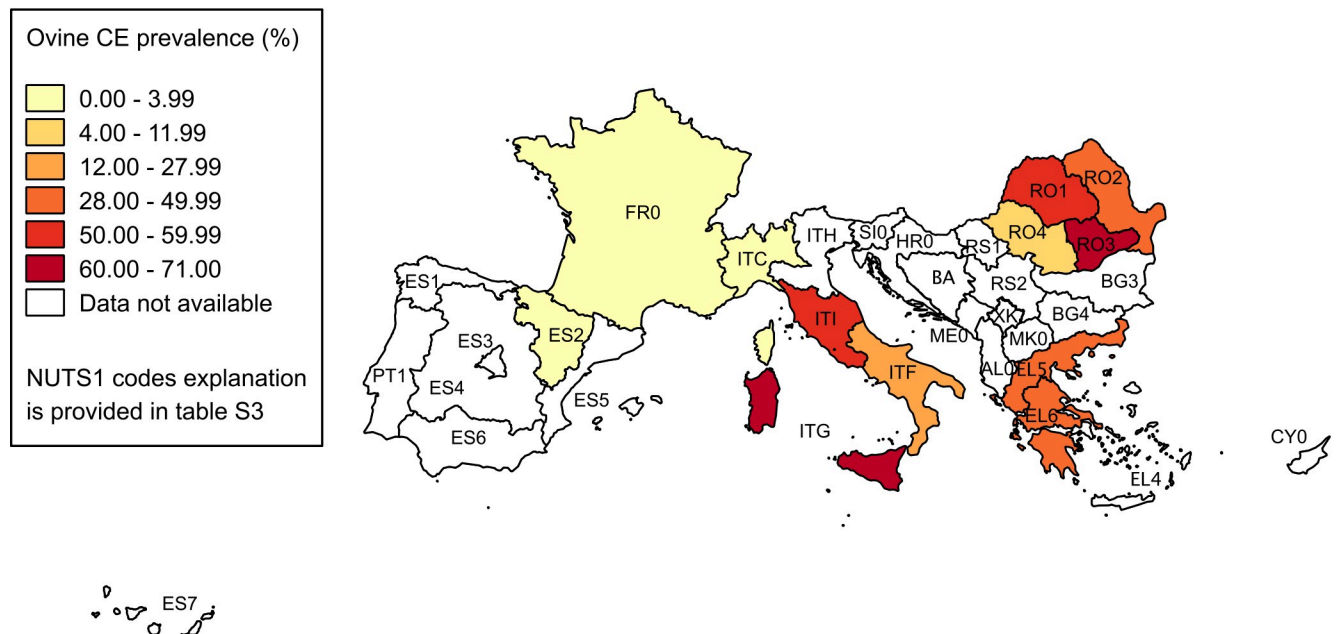 Ovine CE prevalence (%)
0.00 - 3.99
4.00 - 11.99
12.00 - 27.99
28.00 - 49.99
50.00 - 59.99
60.00 - 71.00
Data not available
NUTS1 codes explanation
is provided in table S3
RO2
RO1
FR0
ITH
SI0
HR0
RO4
RO3
RS1
ITC
ES1
BA
RS2
BG3
ES2
ITI
XK
BG4
ES3
ME0
MK0
PT1
ES4
ITF
AL0
EL5
ES5
EL6
ES6
ITG
CY0
EL4
ES7